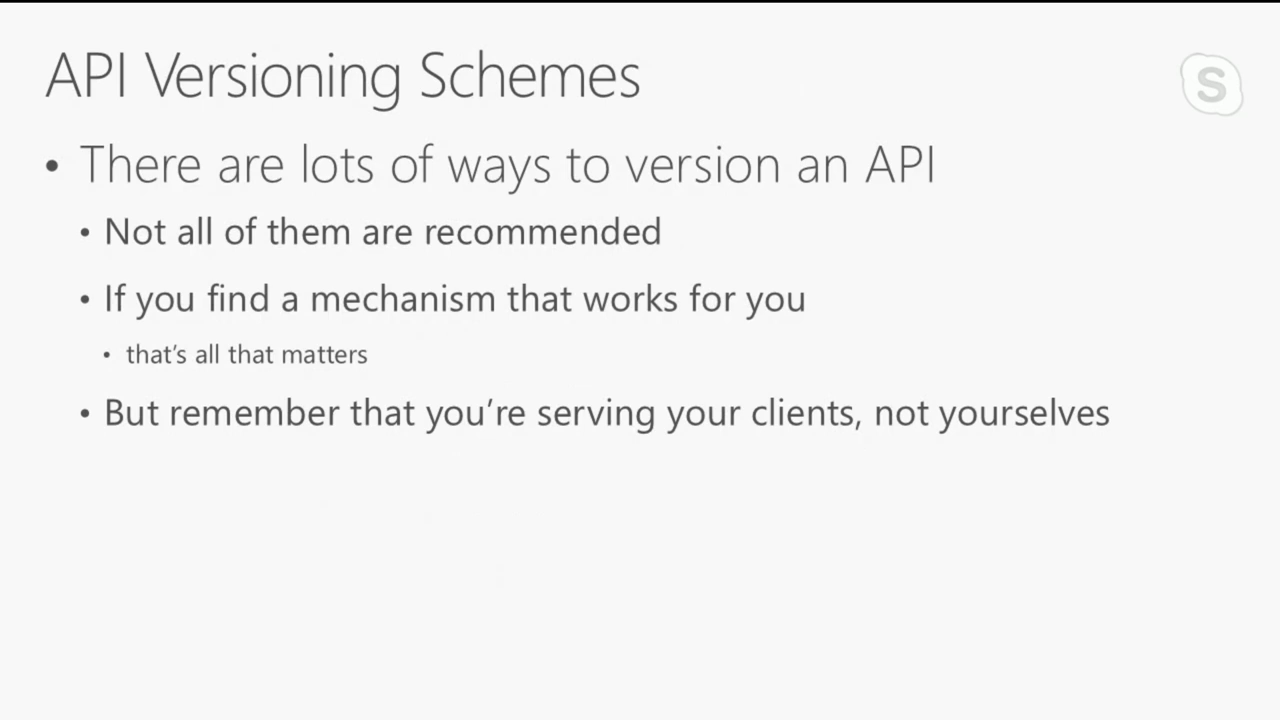 API Versioning Schemes
S
• There are lots of ways to version an API
• Not all of them are recommended
• If you find a mechanism that works for you
• that's all that matters
• But remember that you're serving your clients, not yourselves